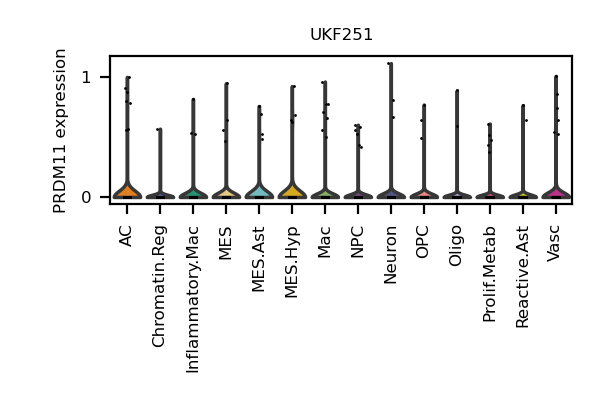 UKF251
PRDM11 expression
1
0
AC
Chromatin.Reg
Inflammatory.Mac
MES
MES.Ast
MES.Hyp
Mac
NPC
Neuron
OPC
Oligo
Prolif.Metab
Reactive.Ast
Vasc